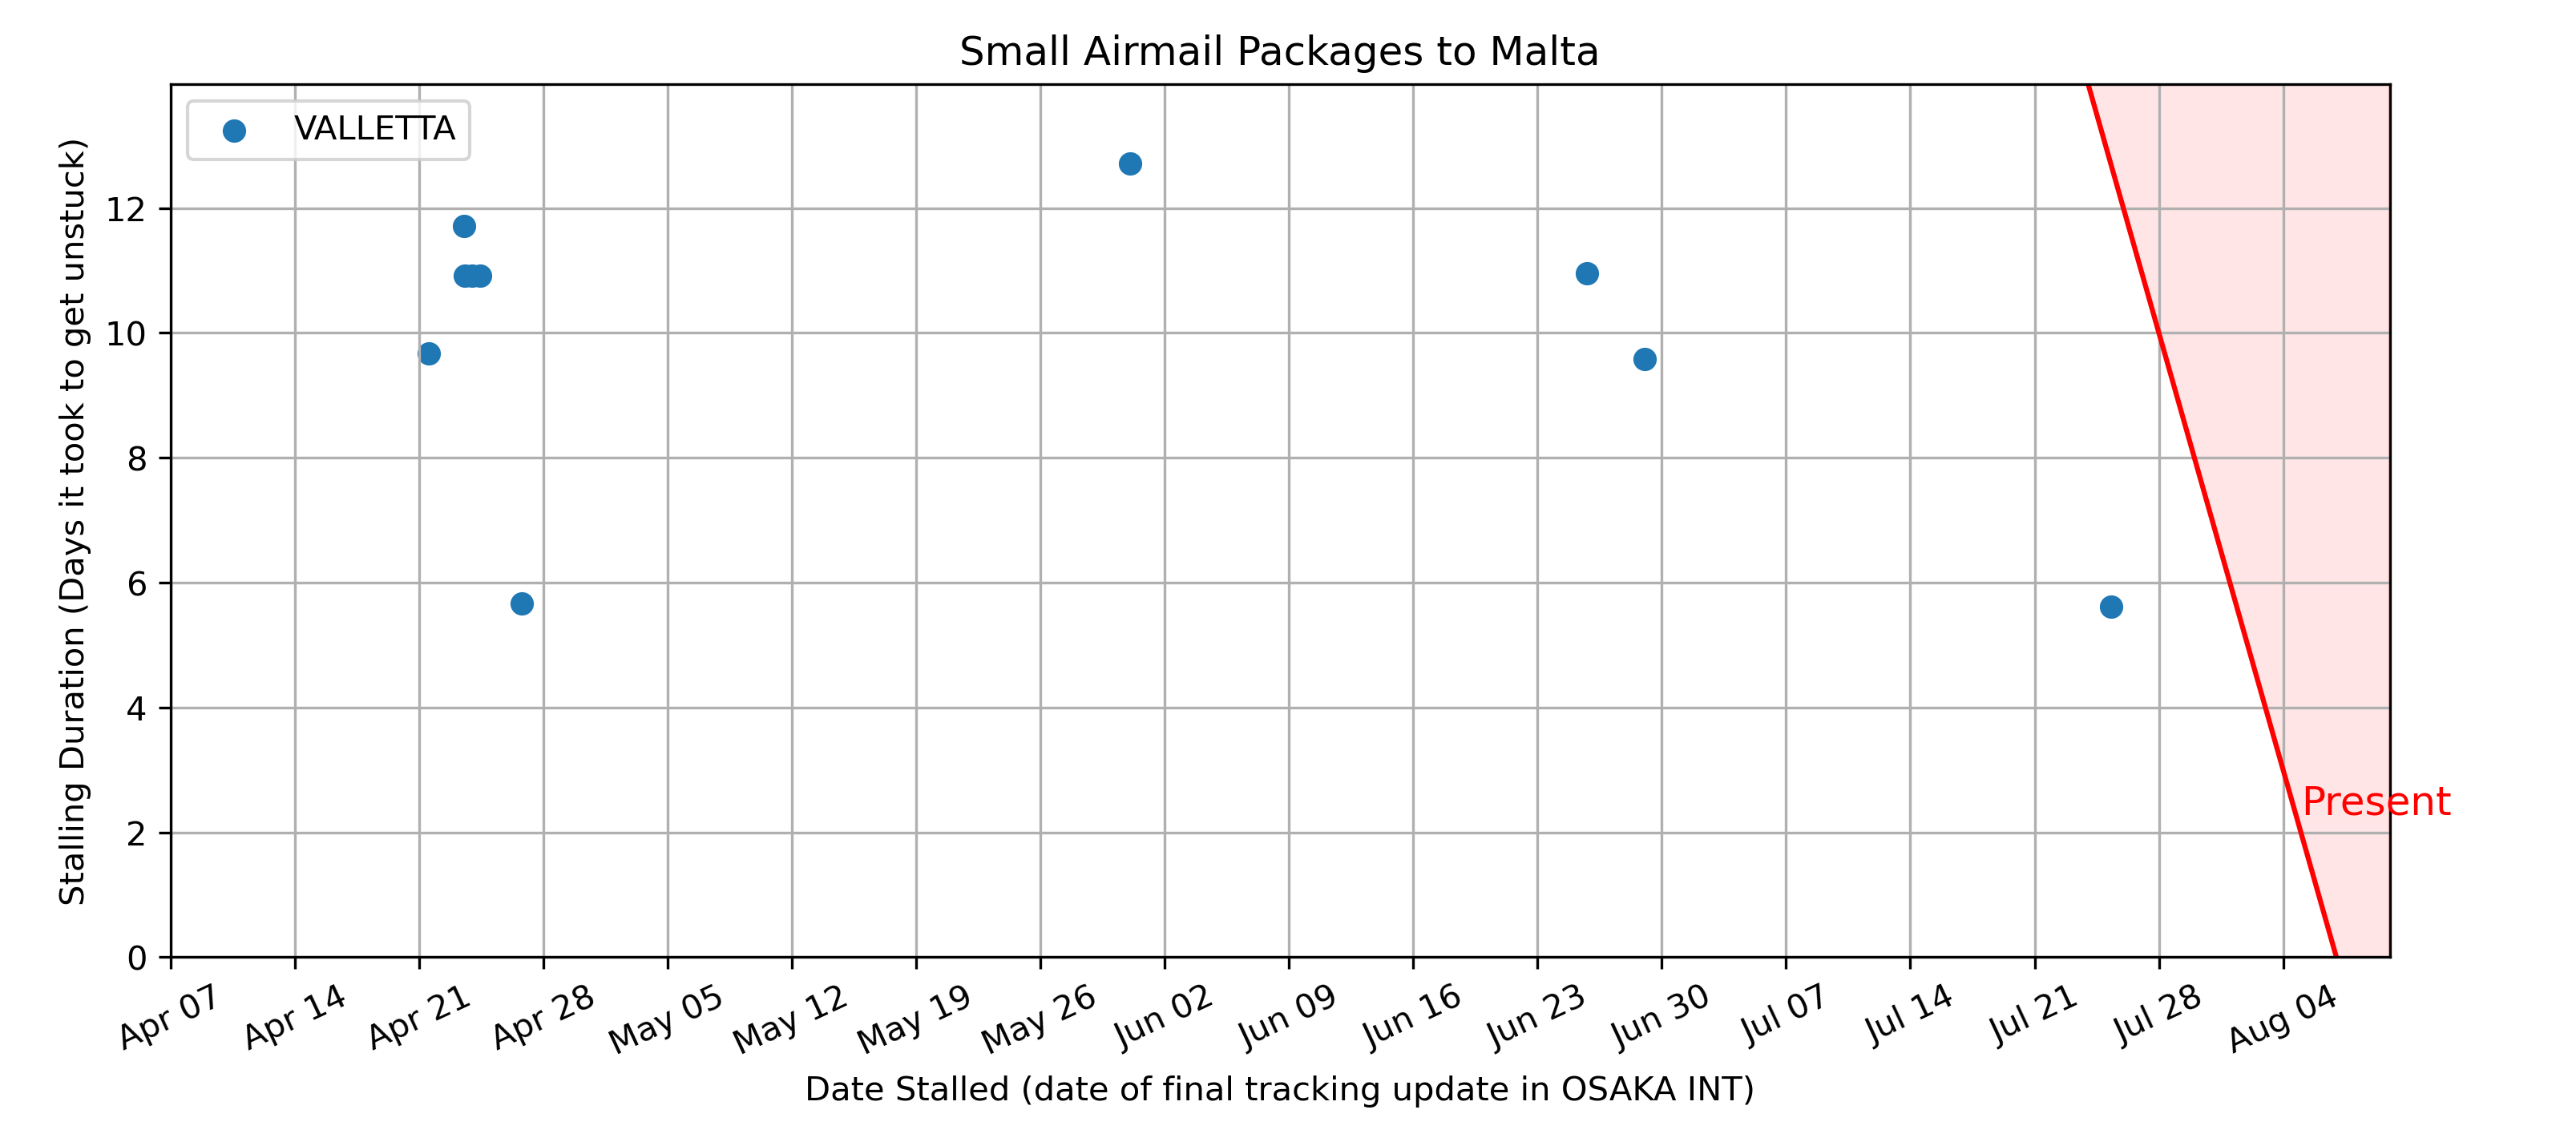 Small Airmail Packages to Malta
VALLETTA
Stalling Duration (Days it took to get unstuck)
12
10
8
6
4
2
0
Present
Apr 07 Apr 14 Apr 21 Apr 28 May 05 May 12 May 19 May 26 Jun 02 Jun 09 Jun 16 Jun 23 Jun 30 Jul 07 Jul 14 Jul 21 Jul 28 Aug 04
Date Stalled (date of final tracking update in OSAKA INT)